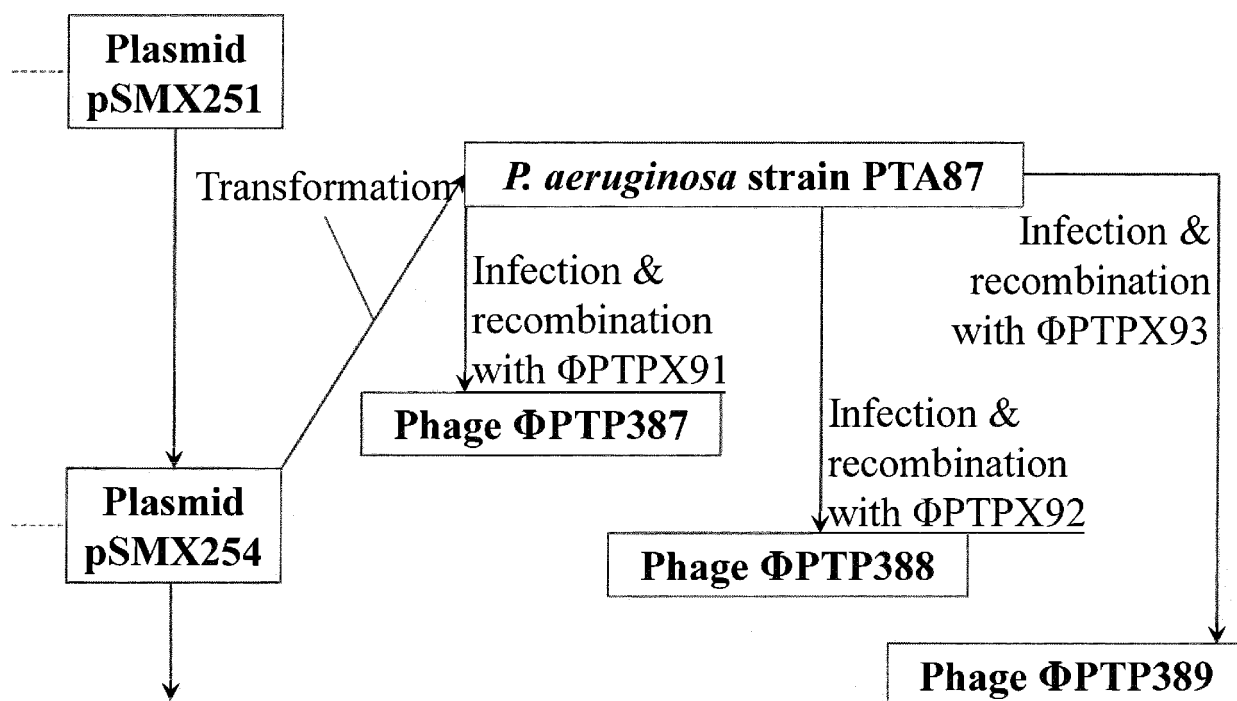 Plasmid
pSMX251
Transformation
P. aeruginosa strain PTA87
Infection &
recombination
with ΦPTPX91
Phage ΦPTP387
Infection &
recombination
with ΦPTPX92
Phage ΦPTP388
Infection &
recombination
with ΦPTPX93
Phage ΦPTP389
Plasmid
pSMX254